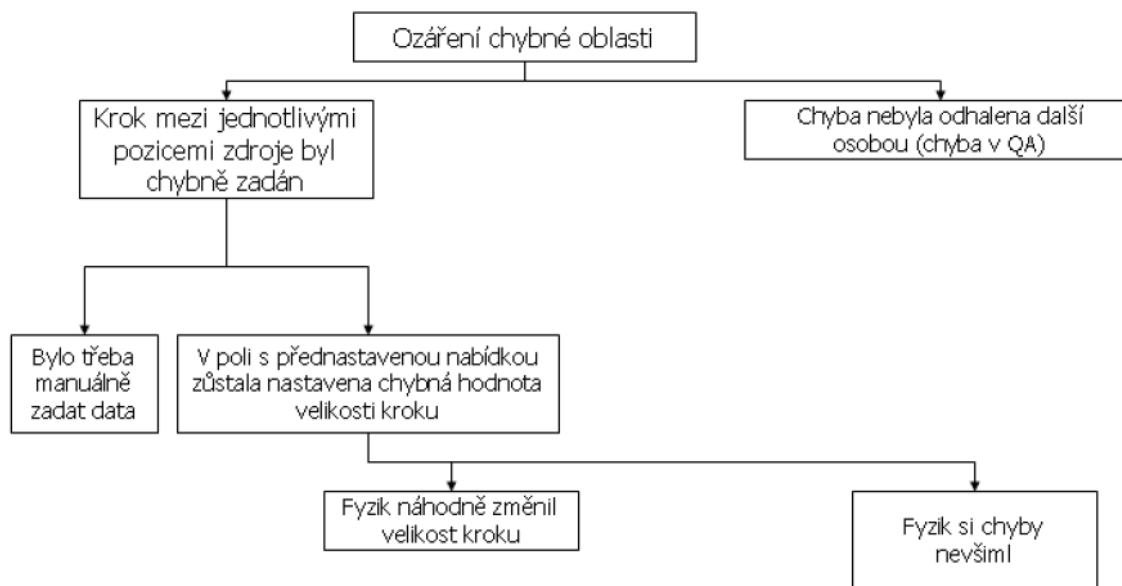 Ozáření chybné oblasti
Krok mezi jednotlivými
pozicemi zdroje byl
chybně zadán
Chyba nebyla odhalena další
osobou (chyba v QA)
Bylo třeba
manuálně
zadat data
V poli s přednastavenou nabídkou
zůstala nastavena chybná hodnota
velikosti kroku
Fyzik náhodně změnil
velikost kroku
Fyzik si chyby
nevšiml